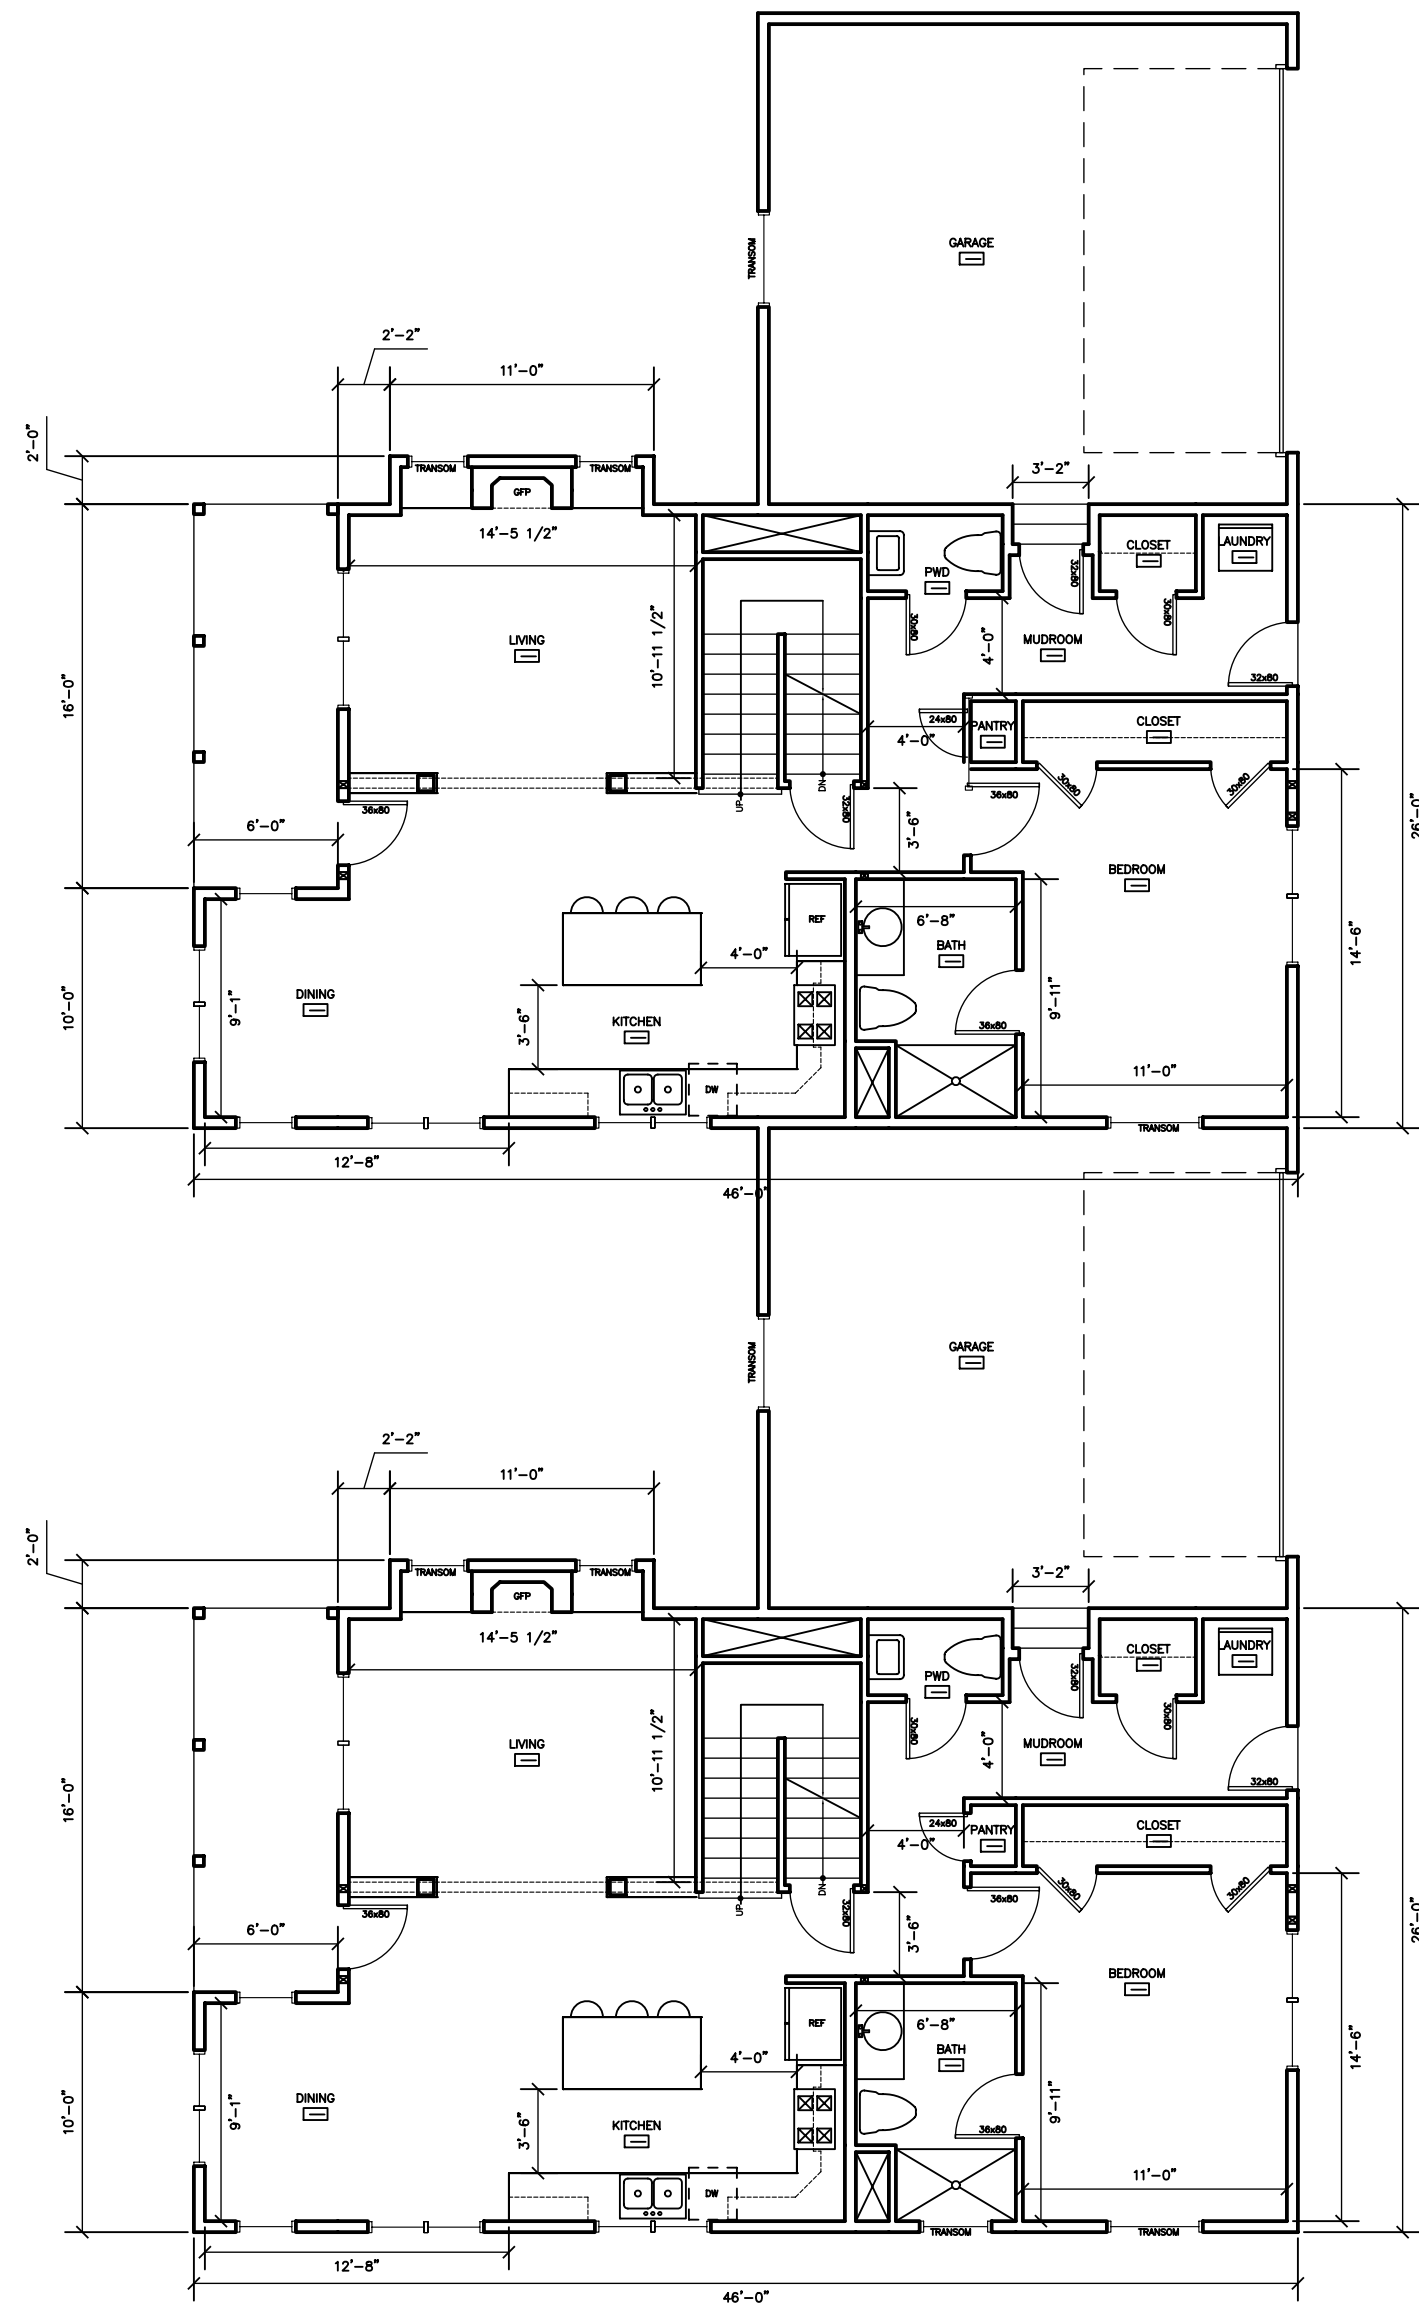 TRANSOM
GARAGE
2'-2"
11'-0"
2'-0"
TRANSOM
TRANSOM
GFP
3'-2"
14'-5 1/2"
PWD
CLOSET
AUNDRY
32x80
30x80
30x80
LIVING
10'-11 1/2"
4'-0"
MUDROOM
32x80
16'-0"
24x80
PANTRY
CLOSET
4'-0"
UP
DN
32x80
36x80
30x80
30x80
36x80
26'-0"
6'-0"
3'-6"
BEDROOM
REF
6'-8"
BATH
14'-6"
4'-0"
10'-0"
DINING
9'-1"
3'-6"
KITCHEN
36x80
9'-11"
DW
11'-0"
TRANSOM
12'-8"
46'-0"
TRANSOM
GARAGE
2'-2"
11'-0"
2'-0"
TRANSOM
TRANSOM
GFP
3'-2"
14'-5 1/2"
PWD
CLOSET
AUNDRY
32x80
30x80
30x80
LIVING
10'-11 1/2"
4'-0"
MUDROOM
32x80
16'-0"
24x80
PANTRY
CLOSET
4'-0"
UP
DN
32x80
36x80
30x80
30x80
36x80
26'-0"
6'-0"
3'-6"
BEDROOM
REF
6'-8"
BATH
14'-6"
4'-0"
10'-0"
DINING
9'-1"
3'-6"
KITCHEN
36x80
9'-11"
DW
11'-0"
TRANSOM
TRANSOM
12'-8"
46'-0"